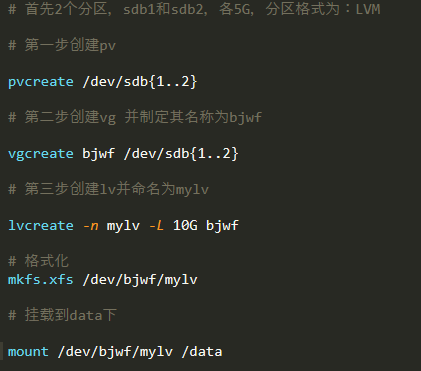 # 首先2个分区，sdb1和sdb2，各5G，分区格式为：LVM
# 第一步创建pv
pvcreate /dev/sdb{1..2}
# 第二步创建vg 并制定其名称为bjwf
vgcreate bjwf /dev/sdb{1..2}
# 第三步创建lv并命名为mylv
lvcreate -n mylv -L 10G bjwf
# 格式化
mkfs.xfs /dev/bjwf/mylv
# 挂载到data下
mount /dev/bjwf/mylv /data